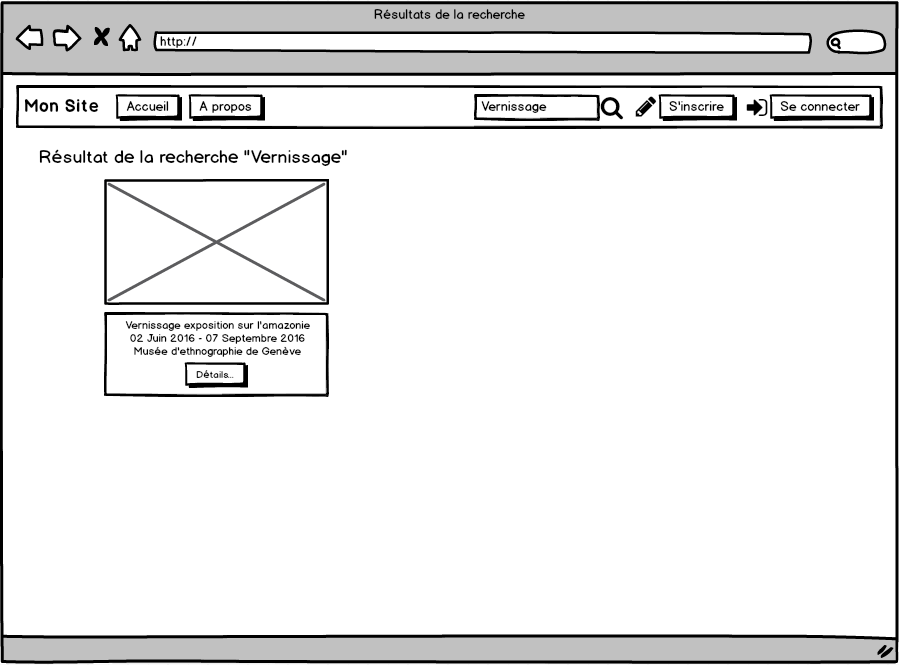 Résultats de la recherche
http://
Mon Site Accueil A propos Vernissage S'inscrire Se connecter
Résultat de la recherche "Vernissage"
Vernissage exposition sur l'amazonie
02 Juin 2016 - 07 Septembre 2016
Musée d'ethnographie de Genève
Détails...